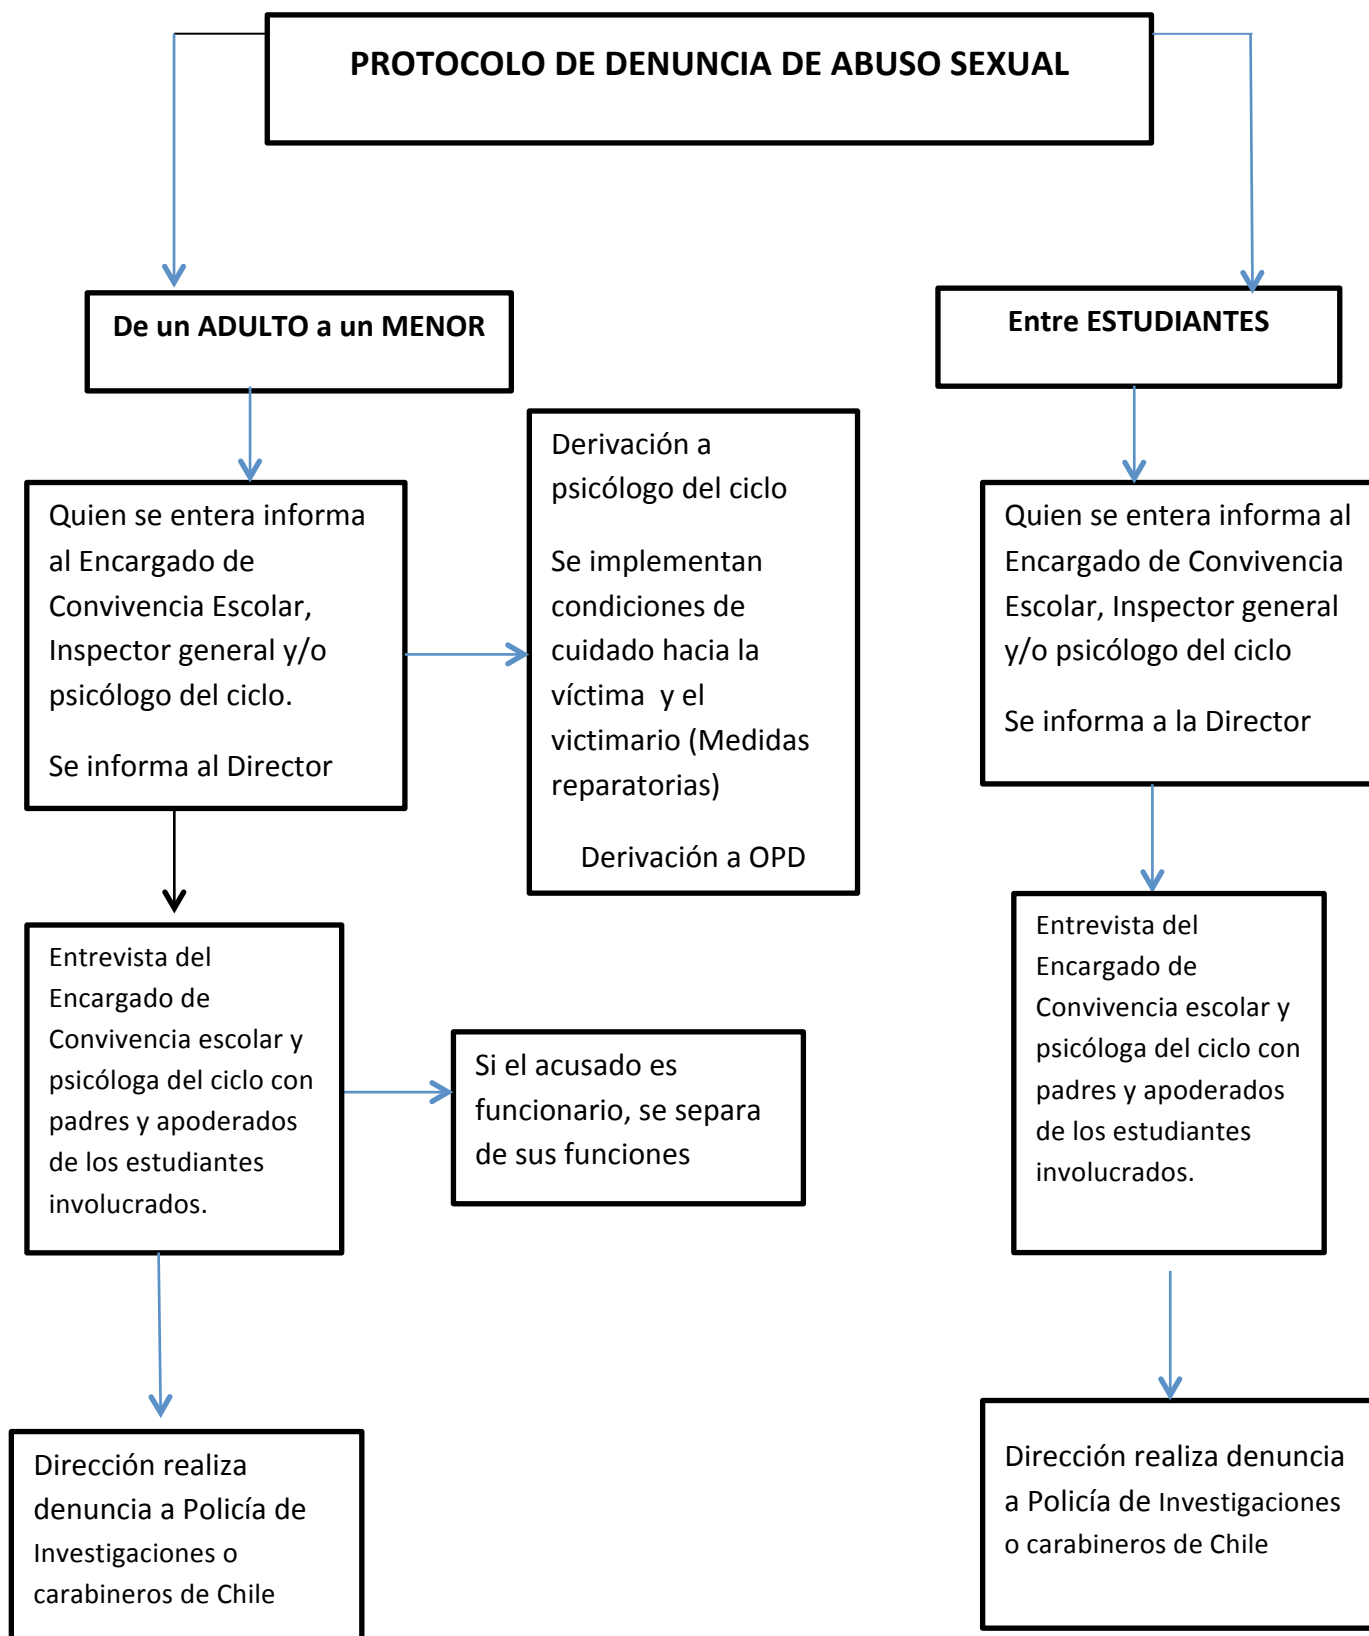 PROTOCOLO DE DENUNCIA DE ABUSO SEXUAL
De un ADULTO a un MENOR
Quien se entera informa
al Encargado de
Convivencia Escolar,
Inspector general y/o
psicólogo del ciclo.
Se informa al Director
Derivación a
psicólogo del ciclo
Se implementan
condiciones de
cuidado hacia la
víctima y el
victimario (Medidas
reparatorias)
Derivación a OPD
Entrevista del
Encargado de
Convivencia escolar y
psicóloga del ciclo con
padres y apoderados
de los estudiantes
involucrados.
Si el acusado es
funcionario, se separa
de sus funciones
Dirección realiza
denuncia a Policía de
Investigaciones o
carabineros de Chile
Entre ESTUDIANTES
Quien se entera informa al
Encargado de Convivencia
Escolar, Inspector general
y/o psicólogo del ciclo
Se informa a la Director
Entrevista del
Encargado de
Convivencia escolar y
psicóloga del ciclo con
padres y apoderados
de los estudiantes
involucrados.
Dirección realiza denuncia
a Policía de Investigaciones
o carabineros de Chile